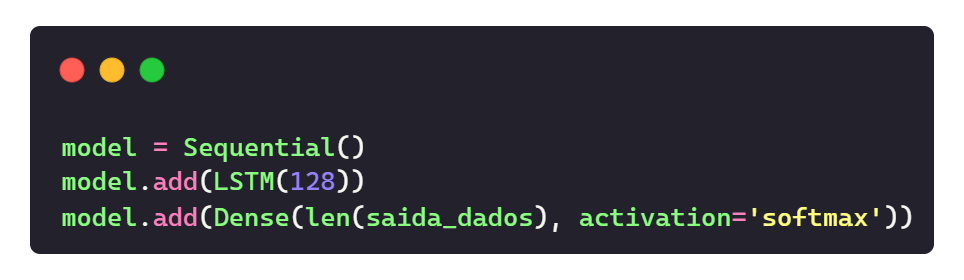 model = Sequential()
model.add(LSTM(128))
model.add(Dense(len(saida_dados), activation='softmax'))